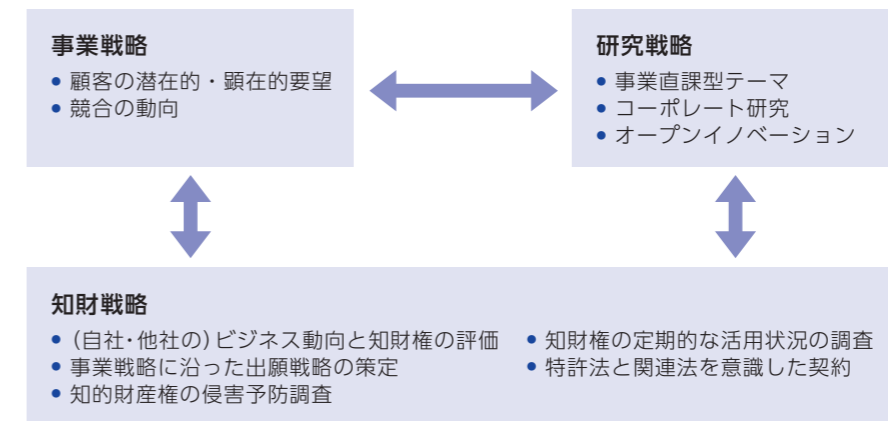 事業戦略
• 顧客の潜在的・顕在的要望
• 競合の動向
研究戦略
• 事業直課型テーマ
• コーポレート研究
• オープンイノベーション
知財戦略
• (自社・他社の)ビジネス動向と知財権の評価
• 事業戦略に沿った出願戦略の策定
• 知的財産権の侵害予防調査
• 知財権の定期的な活用状況の調査
• 特許法と関連法を意識した契約